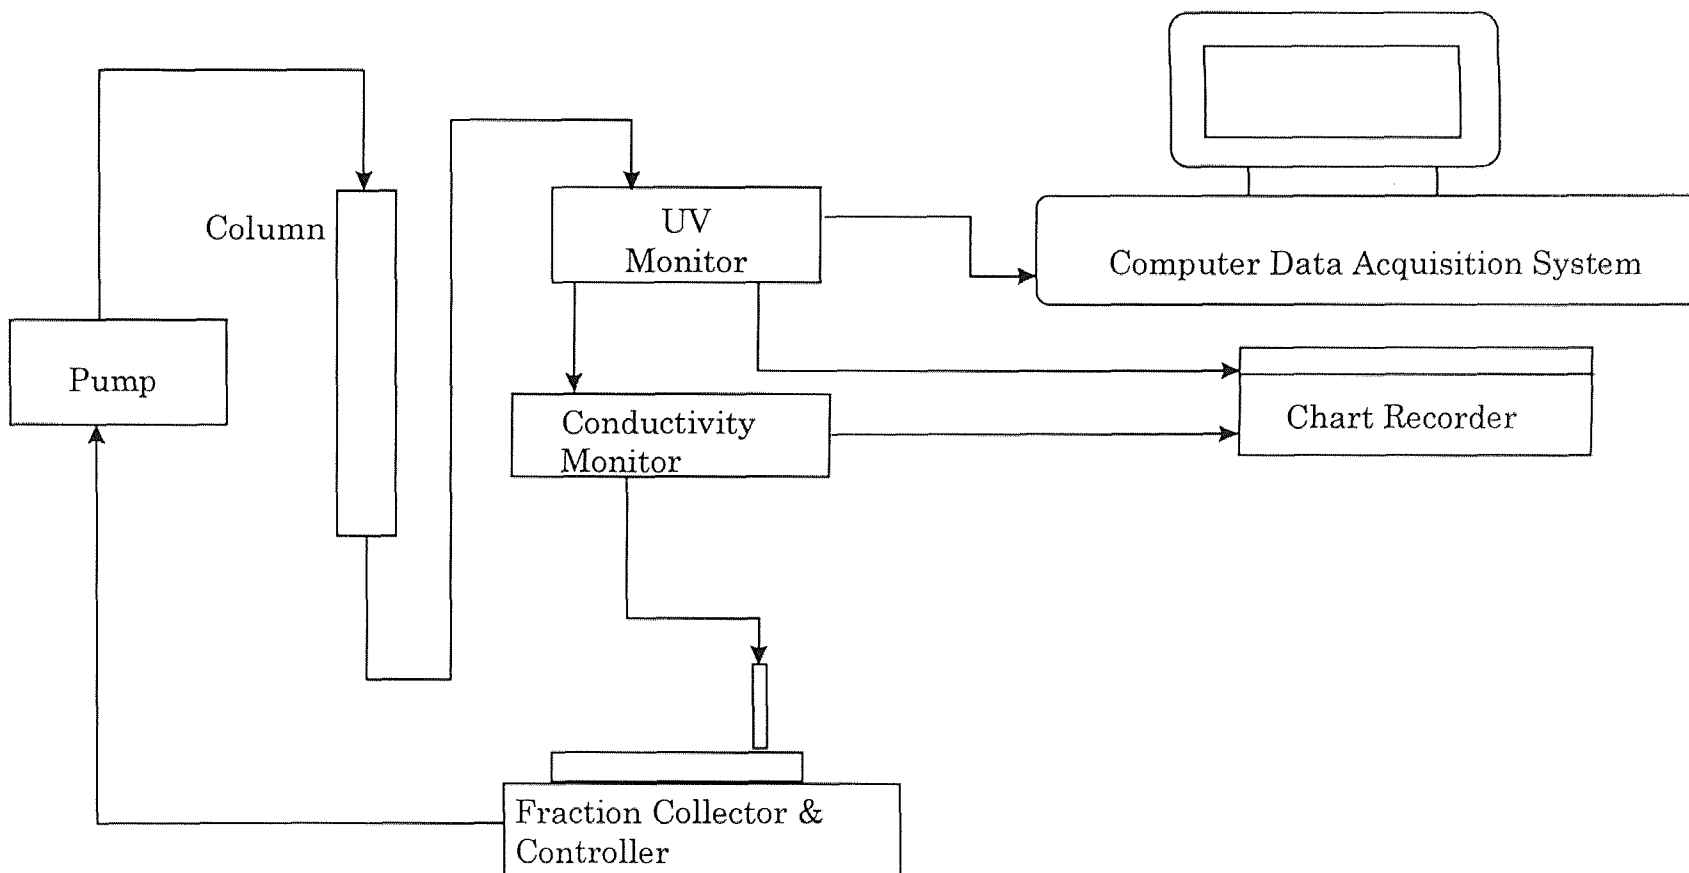 Column
UV
Monitor
Computer Data Acquisition System
Pump
Conductivity
Monitor
Chart Recorder
Fraction Collector &
Controller